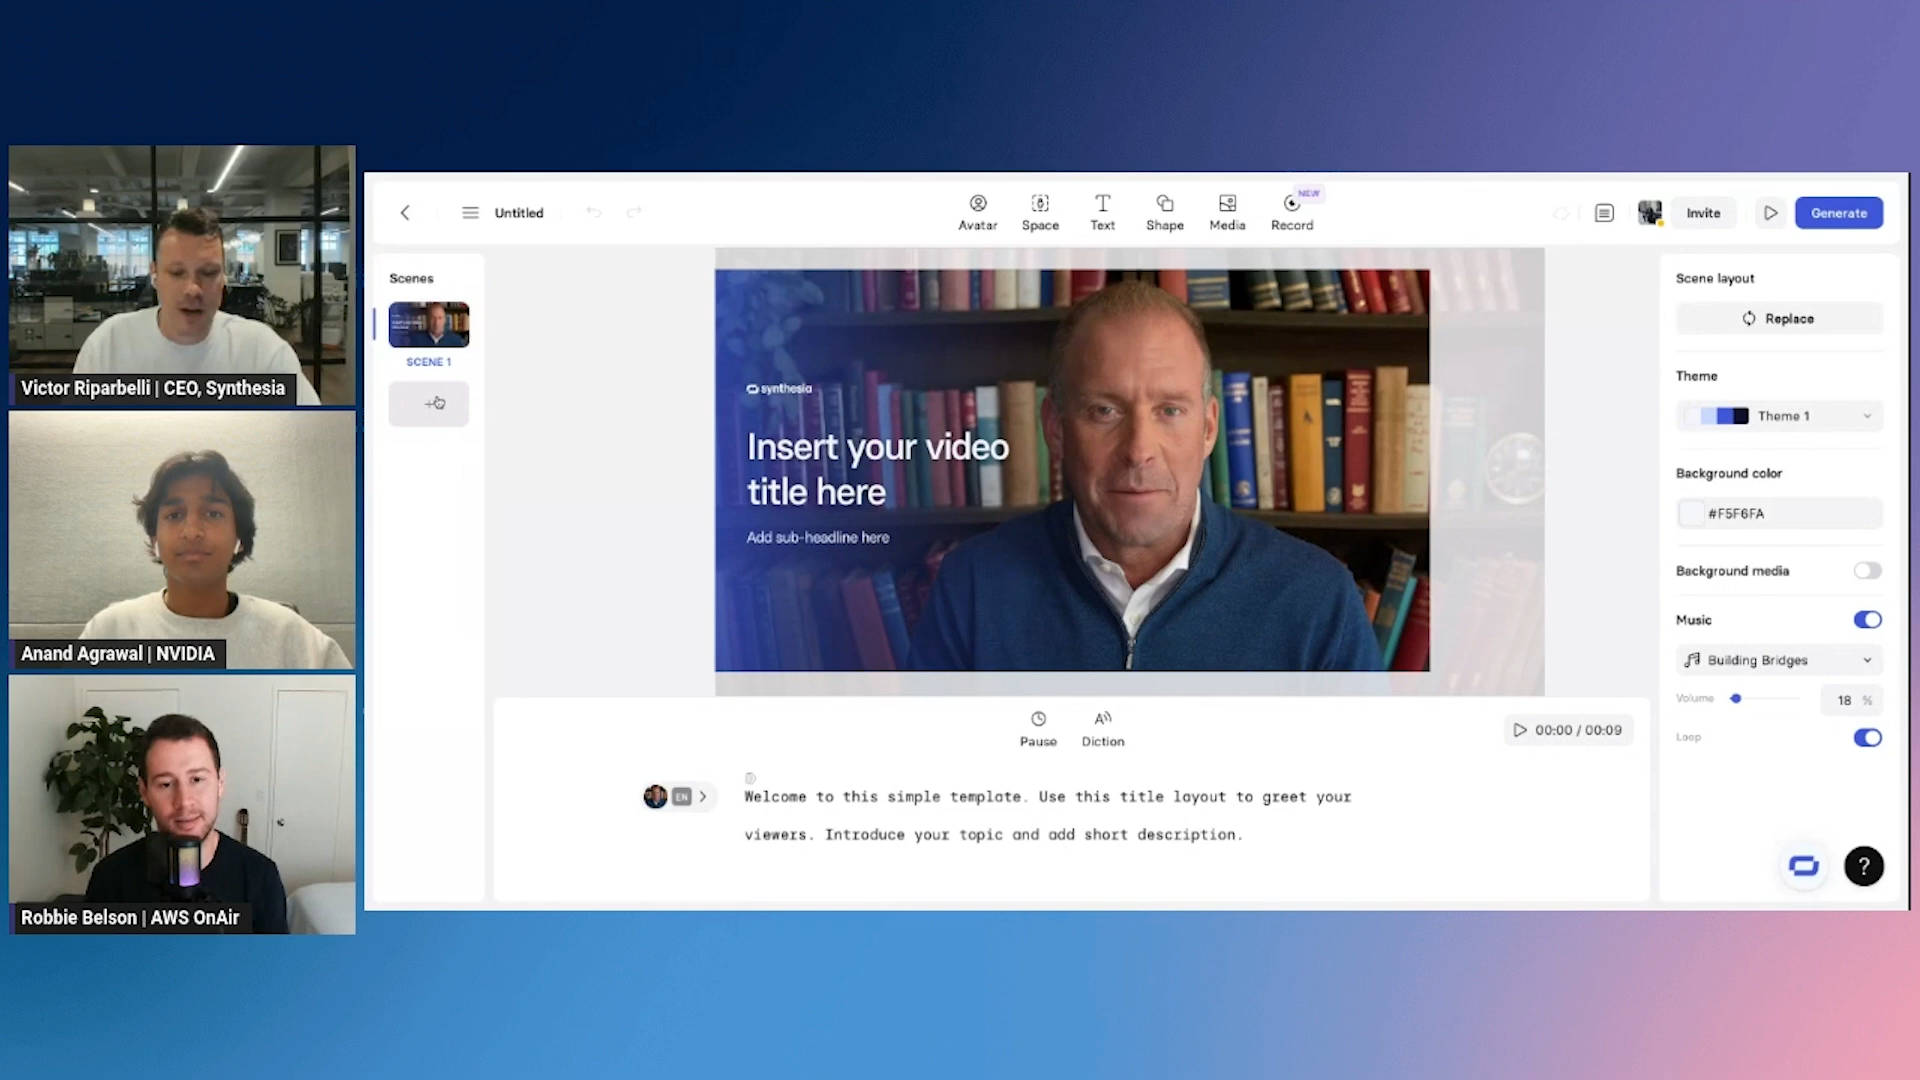 Victor Riparbelli | CEO, Synthesia
Anand Agrawal | NVIDIA
Robbie Belson | AWS OnAir
Untitled
Avatar
Space
Text
Shape
Media
NEW
Record
Invite
Generate
Scenes
SCENE 1
synthesia
Insert your video
title here
Add sub-headline here
Scene layout
Replace
Theme
Theme 1
Background color
#F5F6FA
Background media
Music
Building Bridges
Volume
18 %
Loop
Pause
Diction
00:00 / 00:09
EN
Welcome to this simple template. Use this title layout to greet your
viewers. Introduce your topic and add short description.
?